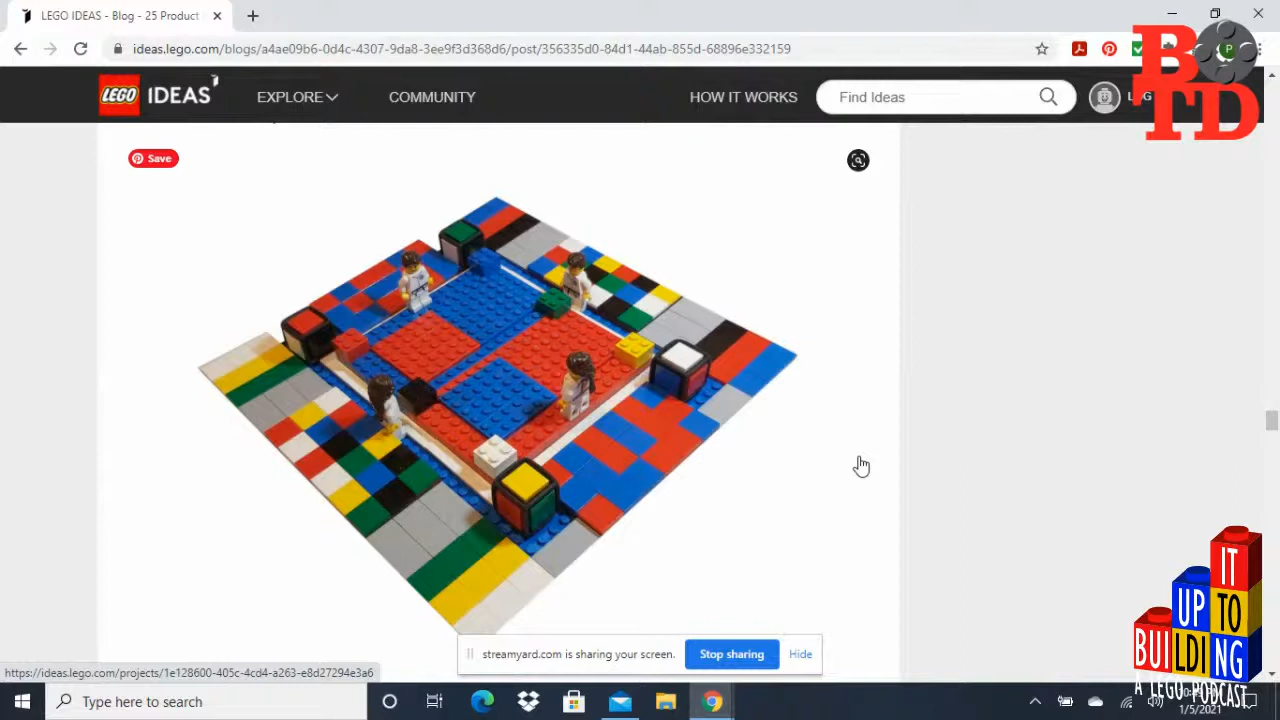 LEGO IDEAS - Blog - 25 Product
ideas.lego.com/blogs/a4ae09b6-0d4c-4307-9da8-3ee9f3d368d6/post/356335d0-84d1-44ab-855d-68896e332159
P
B
TD
LEGO IDEAS
EXPLORE
COMMUNITY
HOW IT WORKS
Find Ideas
Save
streamyard.com is sharing your screen.
Stop sharing
Hide
https://ideas.lego.com/projects/1e128600-405c-4cd4-a263-e8d27294e3a6
BUILDING
UP TO
IT
A LEGO PODCAST
Type here to search
1/5/2021